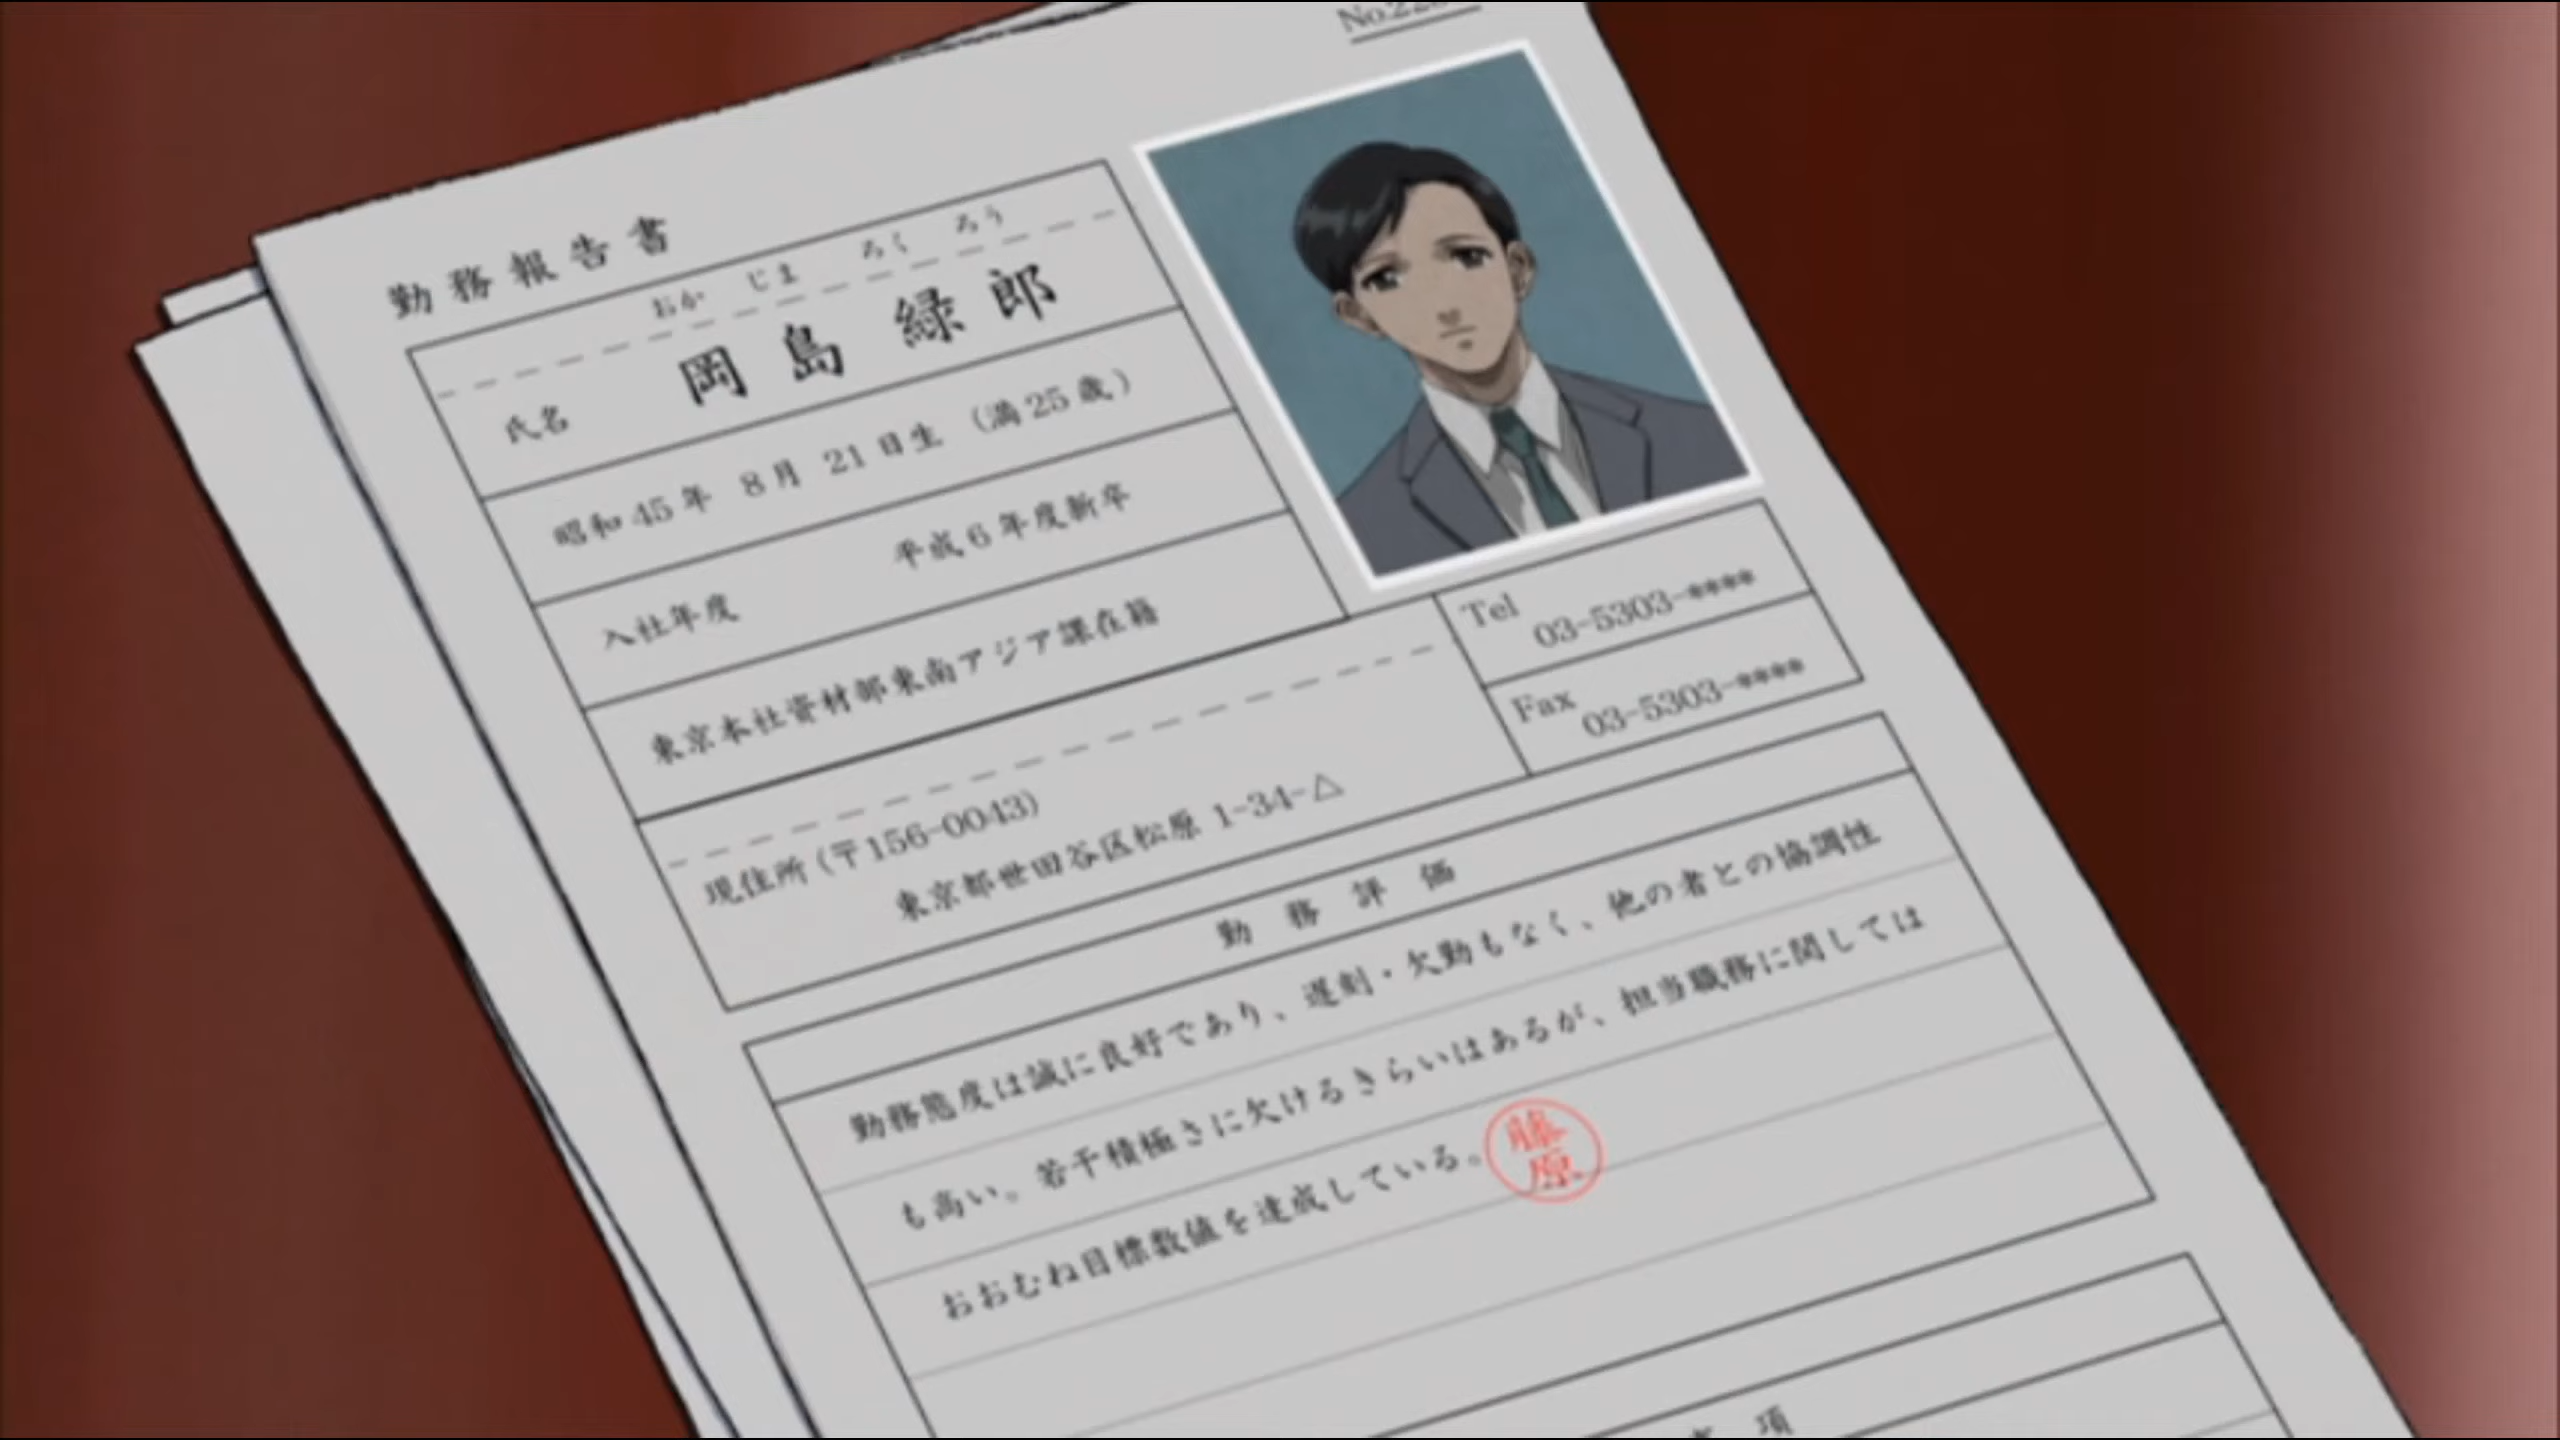 勤務報告書
おか じま ろく ろう
氏名 岡島 緑郎
昭和45年 8月 21日生 (満25歳)
入社年度 平成6年度新卒
東京本社資材部東南アジア課在籍
Tel 03-5303-****
Fax 03-5303-****
現住所 (〒156-0043)
東京都世田谷区松原 1-34-△
勤務評価
勤務態度は誠に良好であり、遅刻・欠勤もなく、他の者との協調性
も高い。若干積極さに欠けるきらいはあるが、担当職務に関しては
おおむね目標数値を達成している。
藤原
項